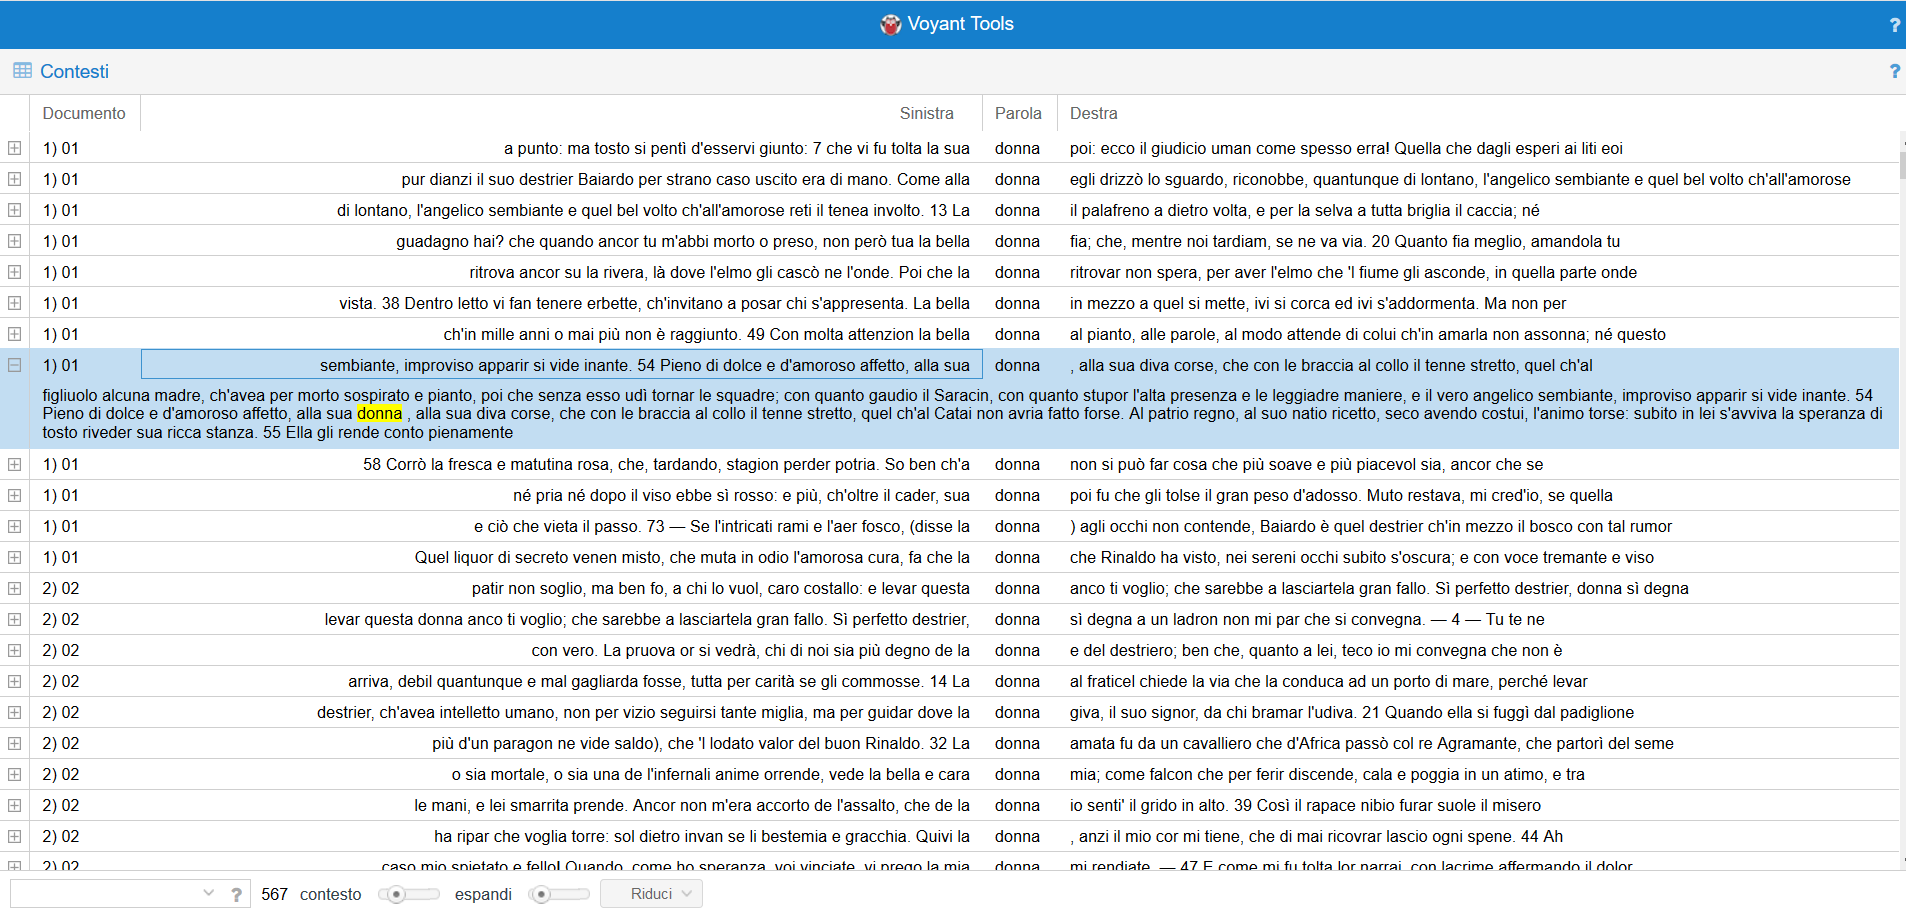 Voyant Tools
?
Contesti
?
Documento Sinistra Parola Destra
1) 01 a punto: ma tosto si pentì d'esservi giunto: 7 che vi fu tolta la sua donna poi: ecco il giudicio uman come spesso erra! Quella che dagli esperi ai liti eoi
1) 01 pur dianzi il suo destrier Baiardo per strano caso uscito era di mano. Come alla donna egli drizzò lo sguardo, riconobbe, quantunque di lontano, l'angelico sembiante e quel bel volto ch'all'amorose
1) 01 di lontano, l'angelico sembiante e quel bel volto ch'all'amorose reti il tenea involto. 13 La donna il palafreno a dietro volta, e per la selva a tutta briglia il caccia; né
1) 01 guadagno hai? che quando ancor tu m'abbi morto o preso, non però tua la bella donna fia; che, mentre noi tardiam, se ne va via. 20 Quanto fia meglio, amandola tu
1) 01 ritrova ancor su la rivera, là dove l'elmo gli cascò ne l'onde. Poi che la donna ritrovar non spera, per aver l'elmo che 'l fiume gli asconde, in quella parte onde
1) 01 vista. 38 Dentro letto vi fan tenere erbette, ch'invitano a posar chi s'appresenta. La bella donna in mezzo a quel si mette, ivi si corca ed ivi s'addormenta. Ma non per
1) 01 ch'in mille anni o mai più non è raggiunto. 49 Con molta attenzion la bella donna al pianto, alle parole, al modo attende di colui ch'in amarla non assonna; né questo
1) 01 sembiante, improviso apparir si vide inante. 54 Pieno di dolce e d'amoroso affetto, alla sua donna , alla sua diva corse, che con le braccia al collo il tenne stretto, quel ch'al
figliuolo alcuna madre, ch'avea per morto sospirato e pianto, poi che senza esso udì tornar le squadre; con quanto gaudio il Saracin, con quanto stupor l'alta presenza e le leggiadre maniere, e il vero angelico sembiante, improviso apparir si vide inante. 54
Pieno di dolce e d'amoroso affetto, alla sua donna , alla sua diva corse, che con le braccia al collo il tenne stretto, quel ch'al Catai non avria fatto forse. Al patrio regno, al suo natio ricetto, seco avendo costui, l'animo torse: subito in lei s'avviva la speranza di
tosto riveder sua ricca stanza. 55 Ella gli rende conto pienamente
1) 01 58 Corrò la fresca e matutina rosa, che, tardando, stagion perder potria. So ben ch'a donna non si può far cosa che più soave e più piacevol sia, ancor che se
1) 01 né pria né dopo il viso ebbe sì rosso: e più, ch'oltre il cader, sua donna poi fu che gli tolse il gran peso d'adosso. Muto restava, mi cred'io, se quella
1) 01 e ciò che vieta il passo. 73 — Se l'intricati rami e l'aer fosco, (disse la donna ) agli occhi non contende, Baiardo è quel destrier ch'in mezzo il bosco con tal rumor
1) 01 Quel liquor di secreto venen misto, che muta in odio l'amorosa cura, fa che la donna che Rinaldo ha visto, nei sereni occhi subito s'oscura; e con voce tremante e viso
2) 02 patir non soglio, ma ben fo, a chi lo vuol, caro costallo: e levar questa donna anco ti voglio; che sarebbe a lasciartela gran fallo. Sì perfetto destrier, donna sì degna
2) 02 levar questa donna anco ti voglio; che sarebbe a lasciartela gran fallo. Sì perfetto destrier, donna sì degna a un ladron non mi par che si convegna. — 4 — Tu te ne
2) 02 con vero. La pruova or si vedrà, chi di noi sia più degno de la donna e del destriero; ben che, quanto a lei, teco io mi convegna che non è
2) 02 arriva, debil quantunque e mal gagliarda fosse, tutta per carità se gli commosse. 14 La donna al fraticel chiede la via che la conduca ad un porto di mare, perché levar
2) 02 destrier, ch'avea intelletto umano, non per vizio seguirsi tante miglia, ma per guidar dove la donna giva, il suo signor, da chi bramar l'udiva. 21 Quando ella si fuggì dal padiglione
2) 02 più d'un paragon ne vide saldo), che 'l lodato valor del buon Rinaldo. 32 La donna amata fu da un cavalliero che d'Africa passò col re Agramante, che partorì del seme
2) 02 o sia mortale, o sia una de l'infernali anime orrende, vede la bella e cara donna mia; come falcon che per ferir discende, cala e poggia in un atimo, e tra
2) 02 le mani, e lei smarrita prende. Ancor non m'era accorto de l'assalto, che de la donna io senti' il grido in alto. 39 Così il rapace nibio furar suole il misero
2) 02 ha ripar che voglia torre: sol dietro invan se li bestemia e gracchia. Quivi la donna , anzi il mio cor mi tiene, che di mai ricovrar lascio ogni spene. 44 Ah
2) 02 caso mio spietato e fello! Quando, come ho speranza, voi vinciate, vi prego la mia donna mi rendiate. — 47 E come mi fu tolta lor narrai, con lacrime affermando il dolor
? 567 contesto espandi Riduci